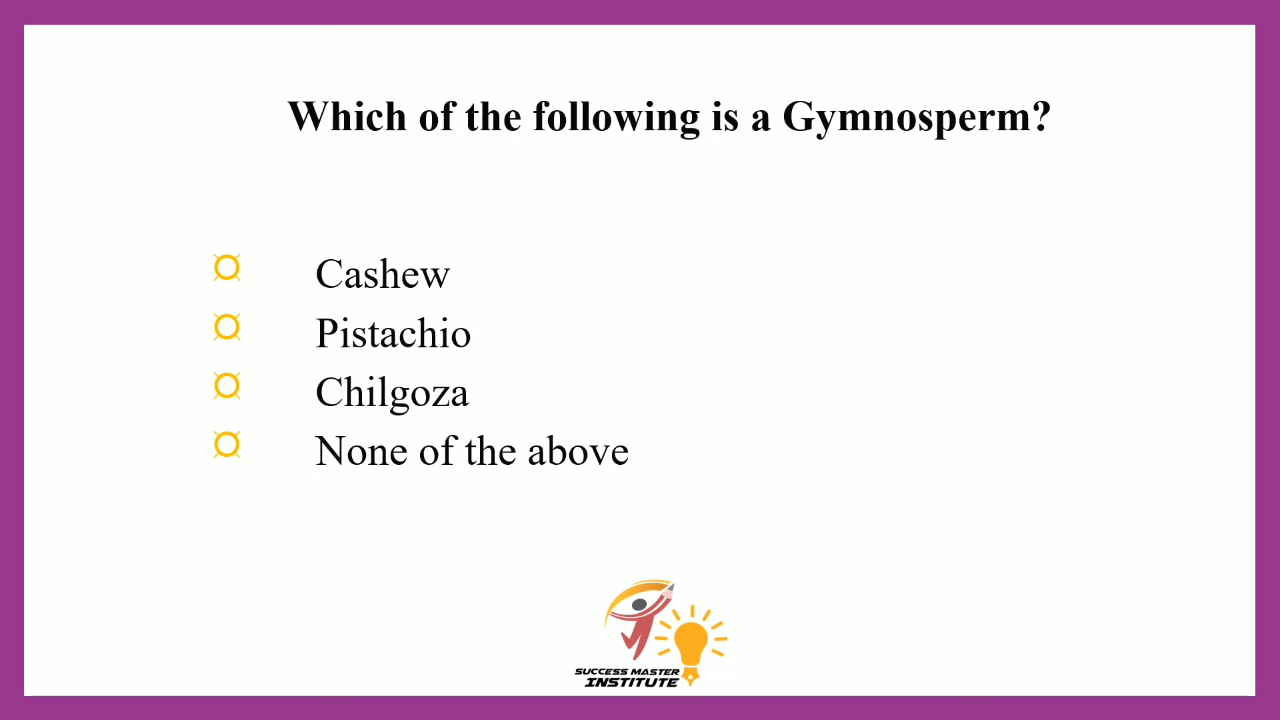 Which of the following is a Gymnosperm?
¤ Cashew
¤ Pistachio
¤ Chilgoza
¤ None of the above
SUCCESS MASTER
INSTITUTE